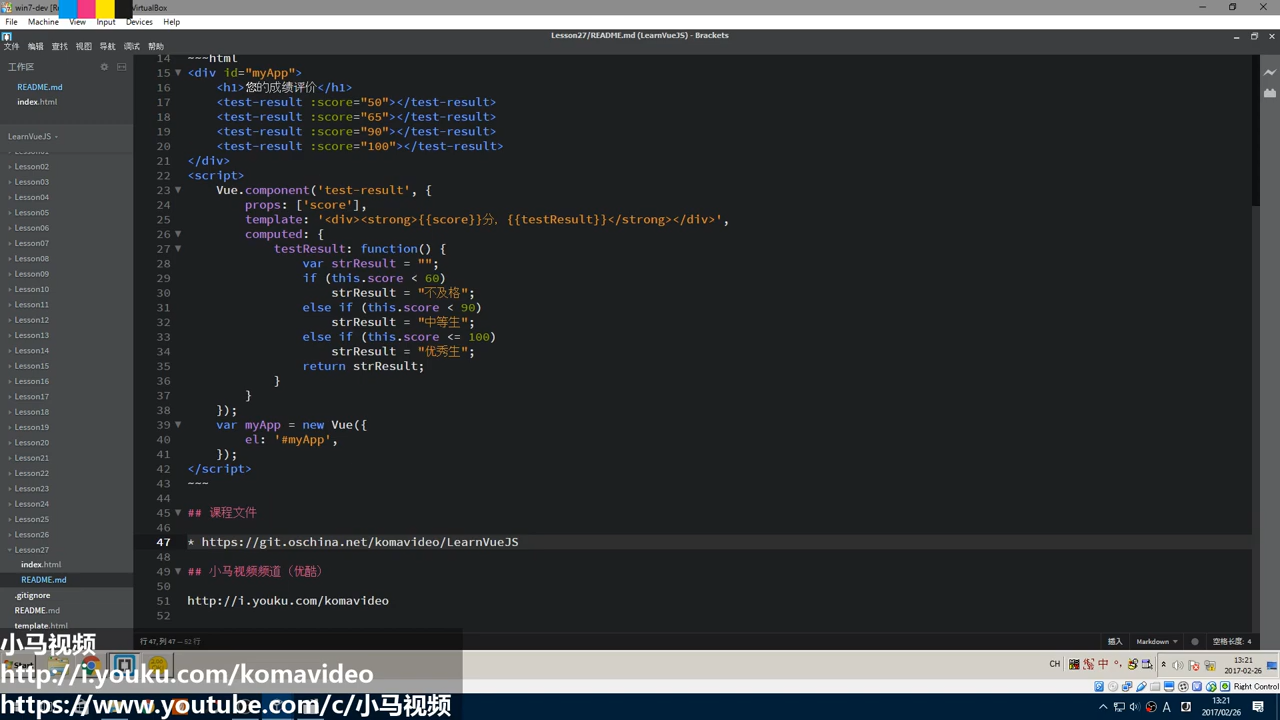 win7-dev [R
VirtualBox
File Machine View Input Devices Help
Lesson27/README.md (LearnVueJS) - Brackets
文件 编辑 查找 视图 导航 调试 帮助
工作区
README.md
index.html
LearnVueJS
Lesson02
Lesson03
Lesson04
Lesson05
Lesson06
Lesson07
Lesson08
Lesson09
Lesson10
Lesson11
Lesson12
Lesson13
Lesson14
Lesson15
Lesson16
Lesson17
Lesson18
Lesson19
Lesson20
Lesson21
Lesson22
Lesson23
Lesson24
Lesson25
Lesson26
Lesson27
index.html
README.md
.gitignore
README.md
template.html
14 ~~~html
15 <div id="myApp">
16 <h1>您的成绩评价</h1>
17 <test-result :score="50"></test-result>
18 <test-result :score="65"></test-result>
19 <test-result :score="90"></test-result>
20 <test-result :score="100"></test-result>
21 </div>
22 <script>
23 Vue.component('test-result', {
24 props: ['score'],
25 template: '<div><strong>{{score}}分，{{testResult}}</strong></div>',
26 computed: {
27 testResult: function() {
28 var strResult = "";
29 if (this.score < 60)
30 strResult = "不及格";
31 else if (this.score < 90)
32 strResult = "中等生";
33 else if (this.score <= 100)
34 strResult = "优秀生";
35 return strResult;
36 }
37 }
38 });
39 var myApp = new Vue({
40 el: '#myApp',
41 });
42 </script>
43 ~~~
44
45 ## 课程文件
46
47 * https://git.oschina.net/komavideo/LearnVueJS
48
49 ## 小马视频频道（优酷）
50
51 http://i.youku.com/komavideo
52
行 47, 列 47 — 52 行
插入 Markdown 空格长度: 4
小马视频
http://i.youku.com/komavideo
https://www.youtube.com/c/小马视频
CH 中 13:21
2017-02-26
Right Control
A 13:21
2017/02/26